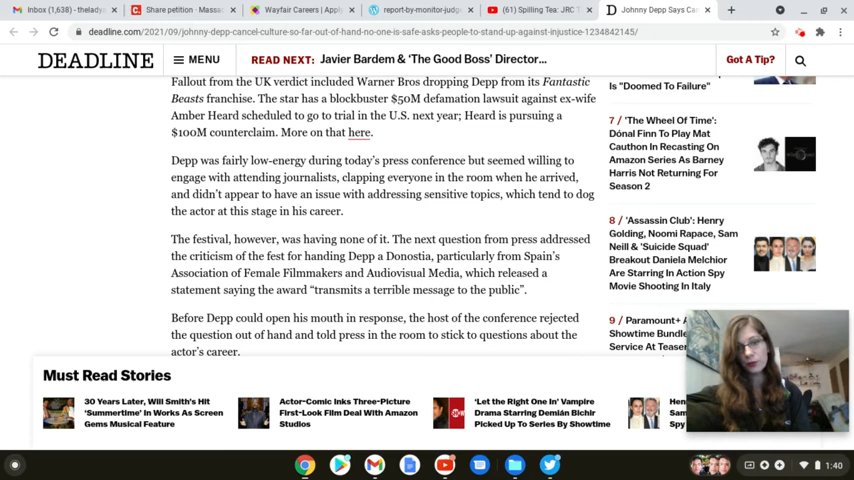 Inbox (1,638) - theladya
Share petition · Massac
Wayfair Careers | Apply
report-by-monitor-judge
(61) Spilling Tea: JRC T
Johnny Depp Says Canc
deadline.com/2021/09/johnny-depp-cancel-culture-so-far-out-of-hand-no-one-is-safe-asks-people-to-stand-up-against-injustice-1234842145/
DEADLINE
MENU
READ NEXT: Javier Bardem & 'The Good Boss' Director...
Got A Tip?
Fallout from the UK verdict included Warner Bros dropping Depp from its Fantastic
Beasts franchise. The star has a blockbuster $50M defamation lawsuit against ex-wife
Amber Heard scheduled to go to trial in the U.S. next year; Heard is pursuing a
$100M counterclaim. More on that here.
Depp was fairly low-energy during today's press conference but seemed willing to
engage with attending journalists, clapping everyone in the room when he arrived,
and didn't appear to have an issue with addressing sensitive topics, which tend to dog
the actor at this stage in his career.
The festival, however, was having none of it. The next question from press addressed
the criticism of the fest for handing Depp a Donostia, particularly from Spain's
Association of Female Filmmakers and Audiovisual Media, which released a
statement saying the award "transmits a terrible message to the public".
Before Depp could open his mouth in response, the host of the conference rejected
the question out of hand and told press in the room to stick to questions about the
actor's career.
Is "Doomed To Failure"
7 / 'The Wheel Of Time':
Dónal Finn To Play Mat
Cauthon In Recasting On
Amazon Series As Barney
Harris Not Returning For
Season 2
8 / 'Assassin Club': Henry
Golding, Noomi Rapace, Sam
Neill & 'Suicide Squad'
Breakout Daniela Melchior
Are Starring In Action Spy
Movie Shooting In Italy
9 / Paramount+ A
Showtime Bundle
Service At Teaser
Must Read Stories
30 Years Later, Will Smith's Hit
'Summertime' In Works As Screen
Gems Musical Feature
Actor-Comic Inks Three-Picture
First-Look Film Deal With Amazon
Studios
'Let the Right One In' Vampire
Drama Starring Demián Bichir
Picked Up To Series By Showtime
Hen
Sam
Spy
1:40